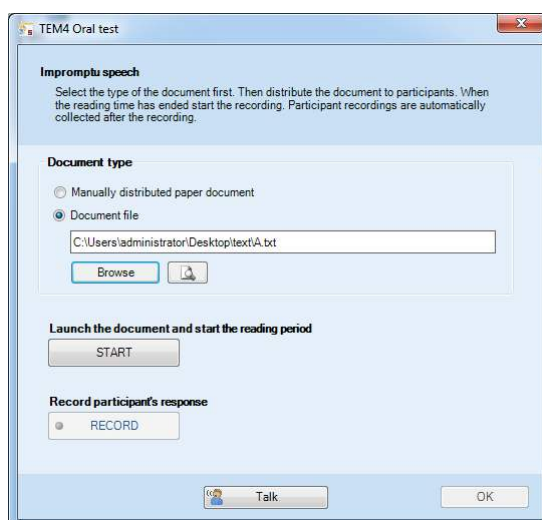 TEM4 Oral test
Impromptu speech
Select the type of the document first. Then distribute the document to participants. When
the reading time has ended start the recording. Participant recordings are automatically
collected after the recording.
Document type
Manually distributed paper document
Document file
C:\Users\administrator\Desktop\text\A.txt
Browse
Launch the document and start the reading period
START
Record participant's response
RECORD
Talk
OK